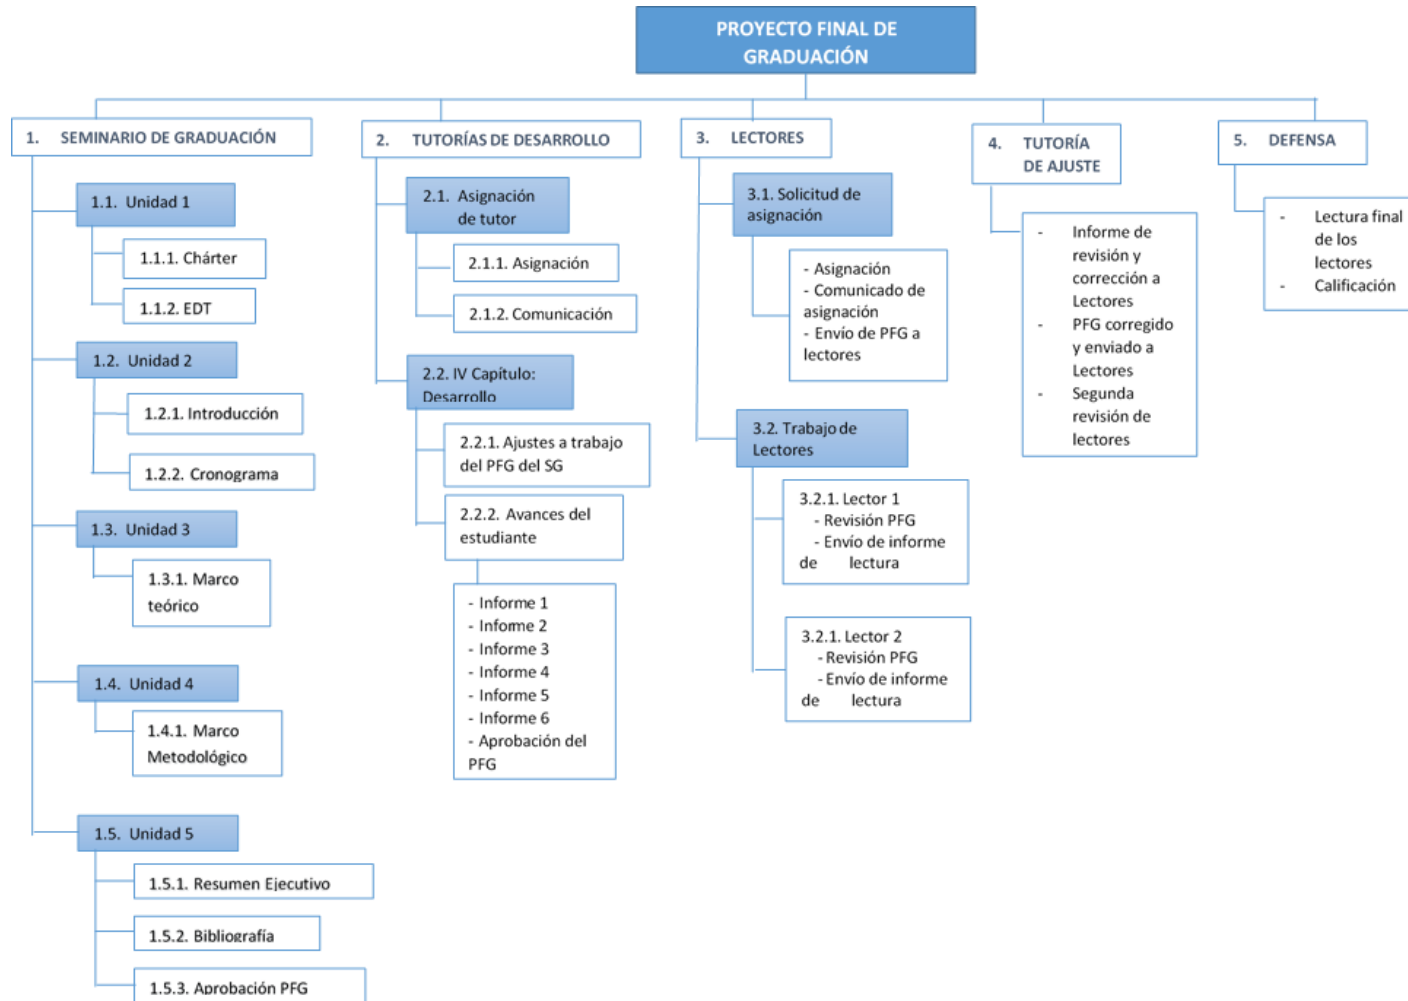 PROYECTO FINAL DE
GRADUACIÓN
1. SEMINARIO DE GRADUACIÓN
1.1. Unidad 1
1.1.1. Chárter
1.1.2. EDT
1.2. Unidad 2
1.2.1. Introducción
1.2.2. Cronograma
1.3. Unidad 3
1.3.1. Marco
teórico
1.4. Unidad 4
1.4.1. Marco
Metodológico
1.5. Unidad 5
1.5.1. Resumen Ejecutivo
1.5.2. Bibliografía
1.5.3. Aprobación PFG
2. TUTORÍAS DE DESARROLLO
2.1. Asignación
de tutor
2.1.1. Asignación
2.1.2. Comunicación
2.2. IV Capítulo:
Desarrollo
2.2.1. Ajustes a trabajo
del PFG del SG
2.2.2. Avances del
estudiante
- Informe 1
- Informe 2
- Informe 3
- Informe 4
- Informe 5
- Informe 6
- Aprobación del
PFG
3. LECTORES
3.1. Solicitud de
asignación
- Asignación
- Comunicado de
asignación
- Envío de PFG a
lectores
3.2. Trabajo de
Lectores
3.2.1. Lector 1
- Revisión PFG
- Envío de informe
de lectura
3.2.1. Lector 2
- Revisión PFG
- Envío de informe
de lectura
4. TUTORÍA
DE AJUSTE
- Informe de
revisión y
corrección a
Lectores
- PFG corregido
y enviado a
Lectores
- Segunda
revisión de
lectores
5. DEFENSA
- Lectura final
de los
lectores
- Calificación